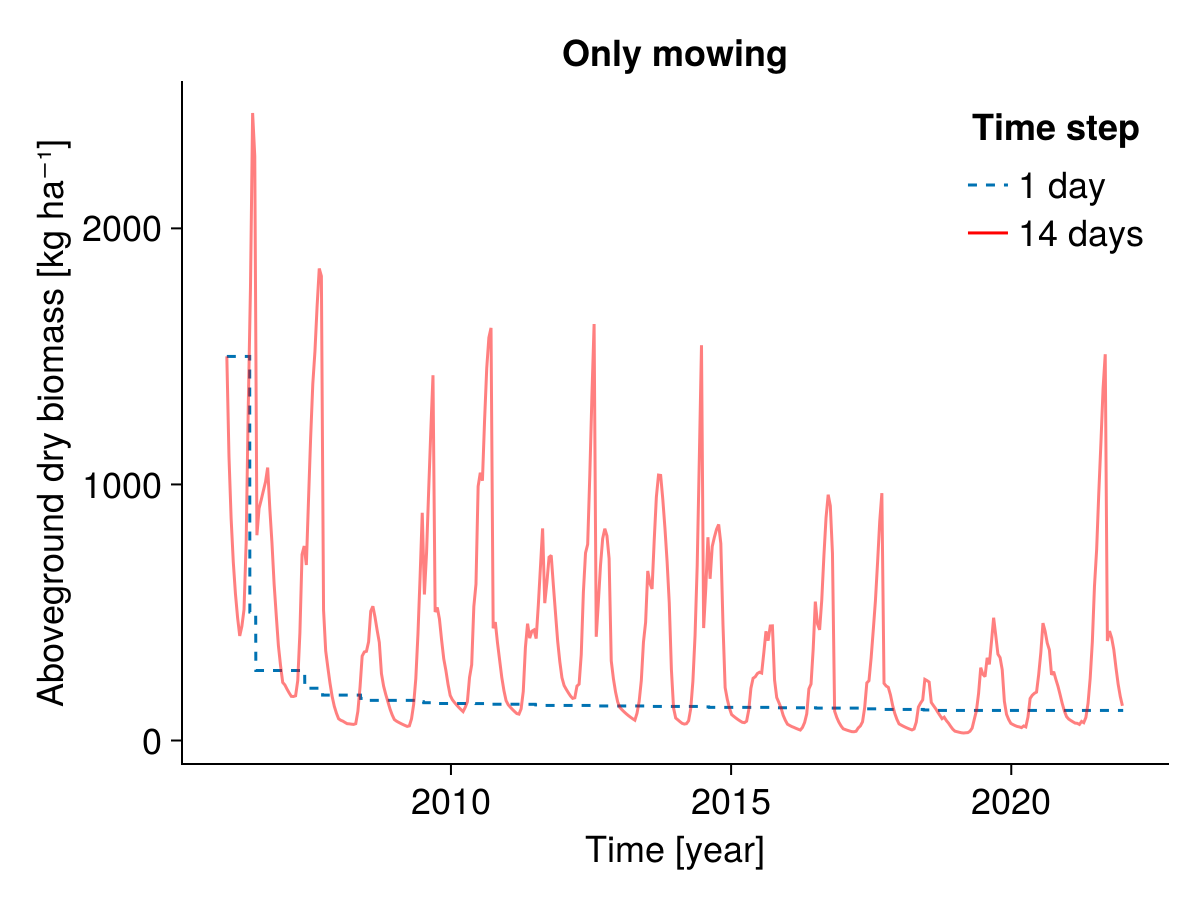 Only mowing
Aboveground dry biomass [kg ha⁻¹]
2000
1000
0
Time step
1 day
14 days
2010
2015
2020
Time [year]